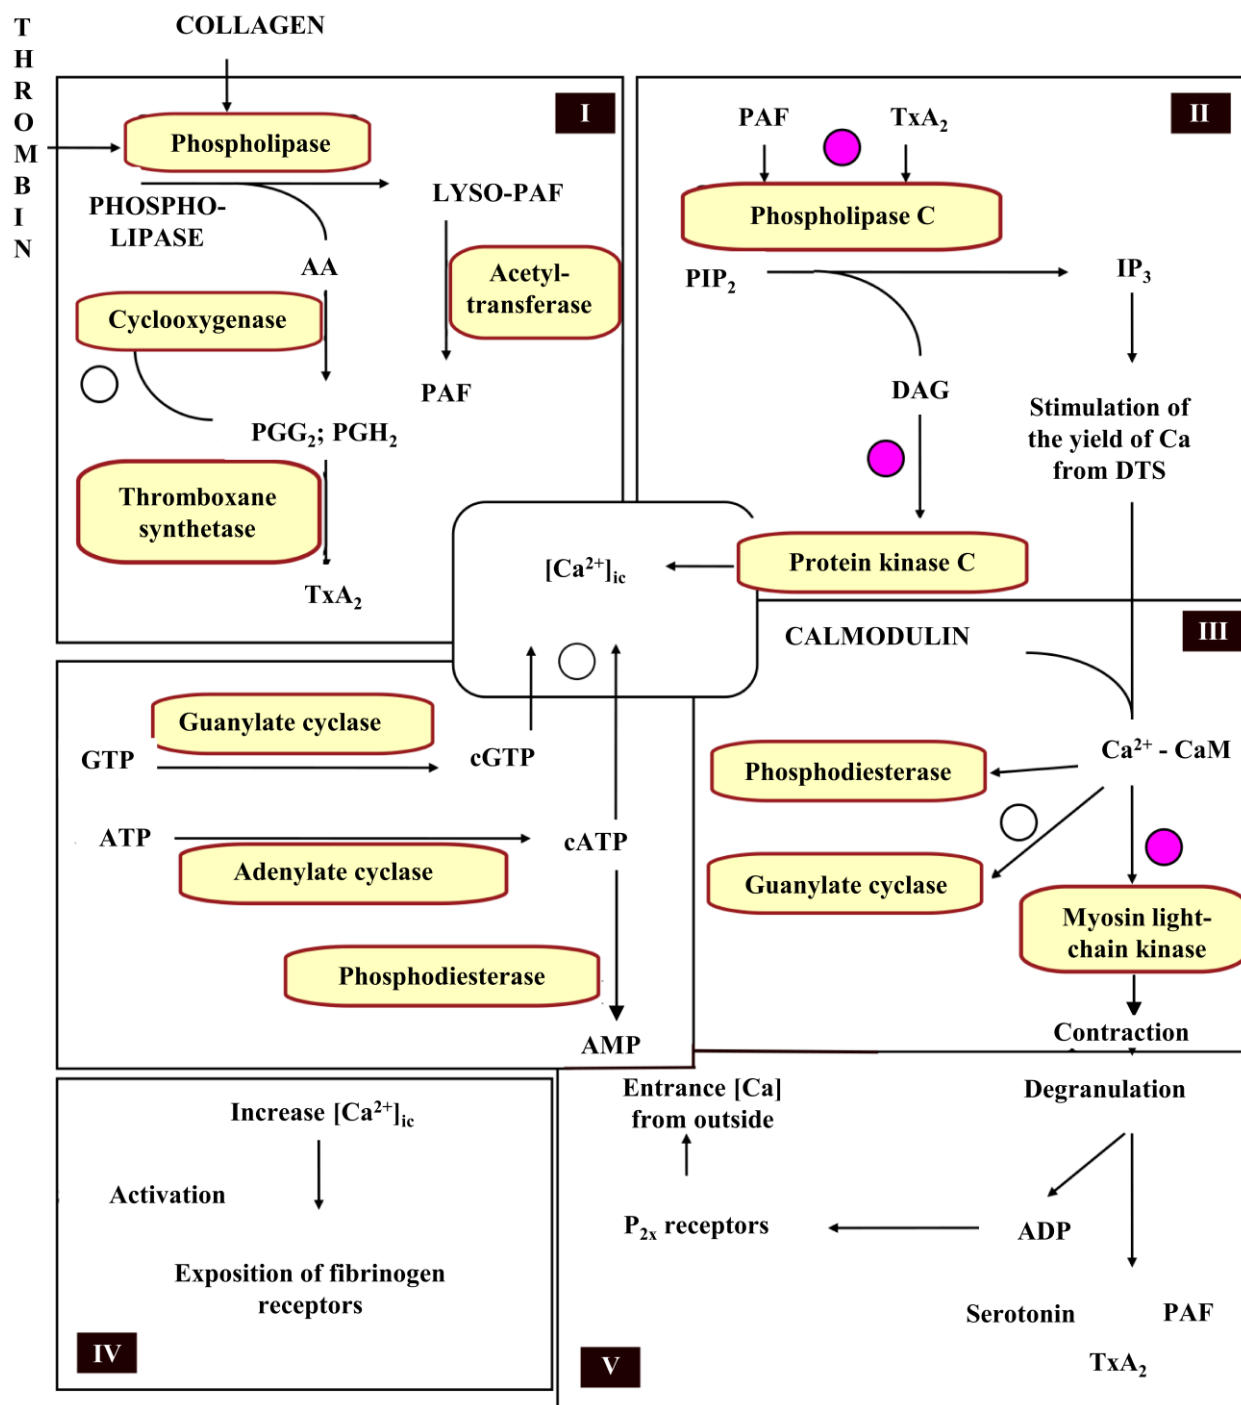 THROMBIN
COLLAGEN
I
Phospholipase
PHOSPHO-
LIPASE
LYSO-PAF
AA
Acetyl-
transferase
Cyclooxygenase
PAF
PGG₂; PGH₂
Thromboxane
synthetase
TxA₂
II
PAF
TxA₂
Phospholipase C
PIP₂
IP₃
DAG
Stimulation of
the yield of Ca
from DTS
Protein kinase C
[Ca²⁺]ic
III
CALMODULIN
Ca²⁺ - CaM
Phosphodiesterase
Guanylate cyclase
Myosin light-
chain kinase
Contraction
Guanylate cyclase
GTP
cGTP
ATP
cATP
Adenylate cyclase
Phosphodiesterase
AMP
Increase [Ca²⁺]ic
Activation
Exposition of fibrinogen
receptors
IV
Entrance [Ca]
from outside
Degranulation
P₂ₓ receptors
ADP
Serotonin
PAF
TxA₂
V